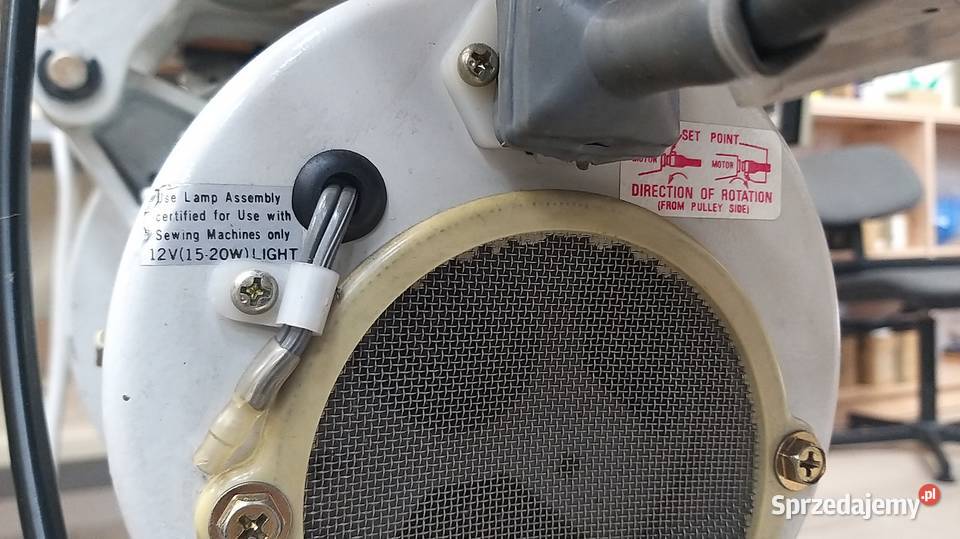 Use Lamp Assembly
certified for Use with
Sewing Machines only
12V(15-20W)LIGHT
SET POINT
MOTOR
MOTOR
DIRECTION OF ROTATION
(FROM PULLEY SIDE)
Sprzedajemy.pl